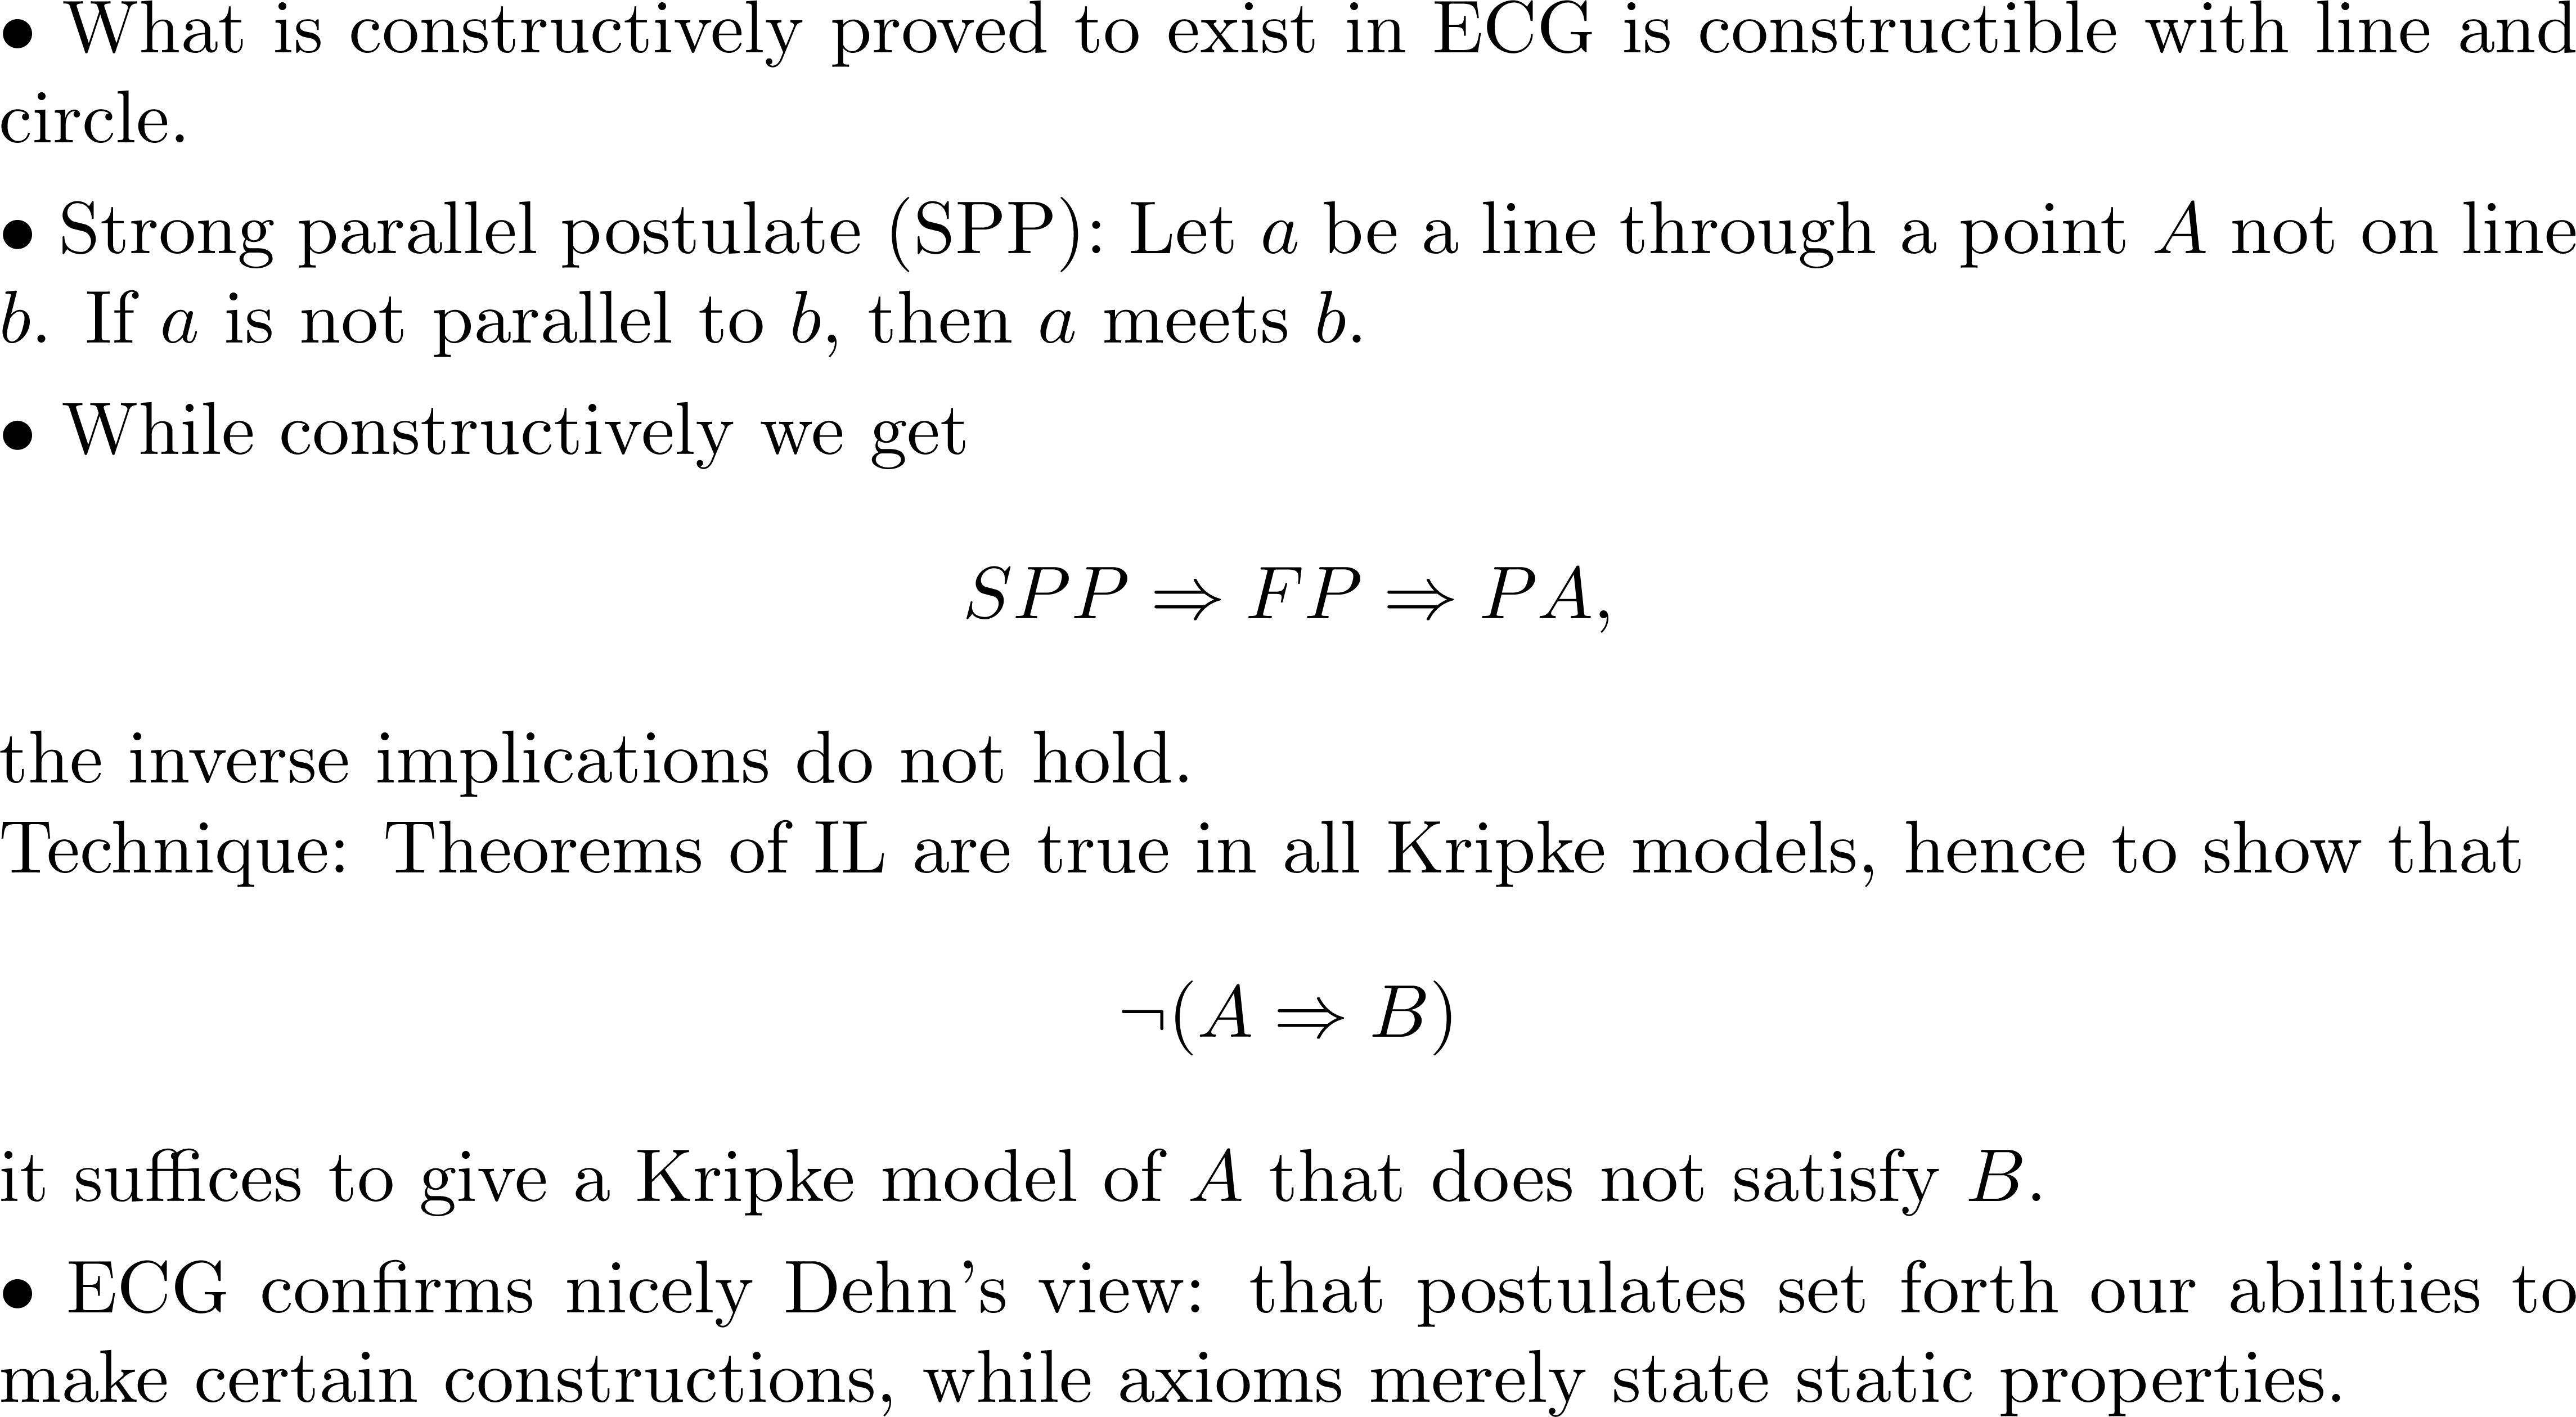 • What is constructively proved to exist in ECG is constructible with line and
circle.
• Strong parallel postulate (SPP): Let a be a line through a point A not on line
b. If a is not parallel to b, then a meets b.
• While constructively we get
SPP ⇒ FP ⇒ PA,
the inverse implications do not hold.
Technique: Theorems of IL are true in all Kripke models, hence to show that
¬(A ⇒ B)
it suffices to give a Kripke model of A that does not satisfy B.
• ECG confirms nicely Dehn's view: that postulates set forth our abilities to
make certain constructions, while axioms merely state static properties.